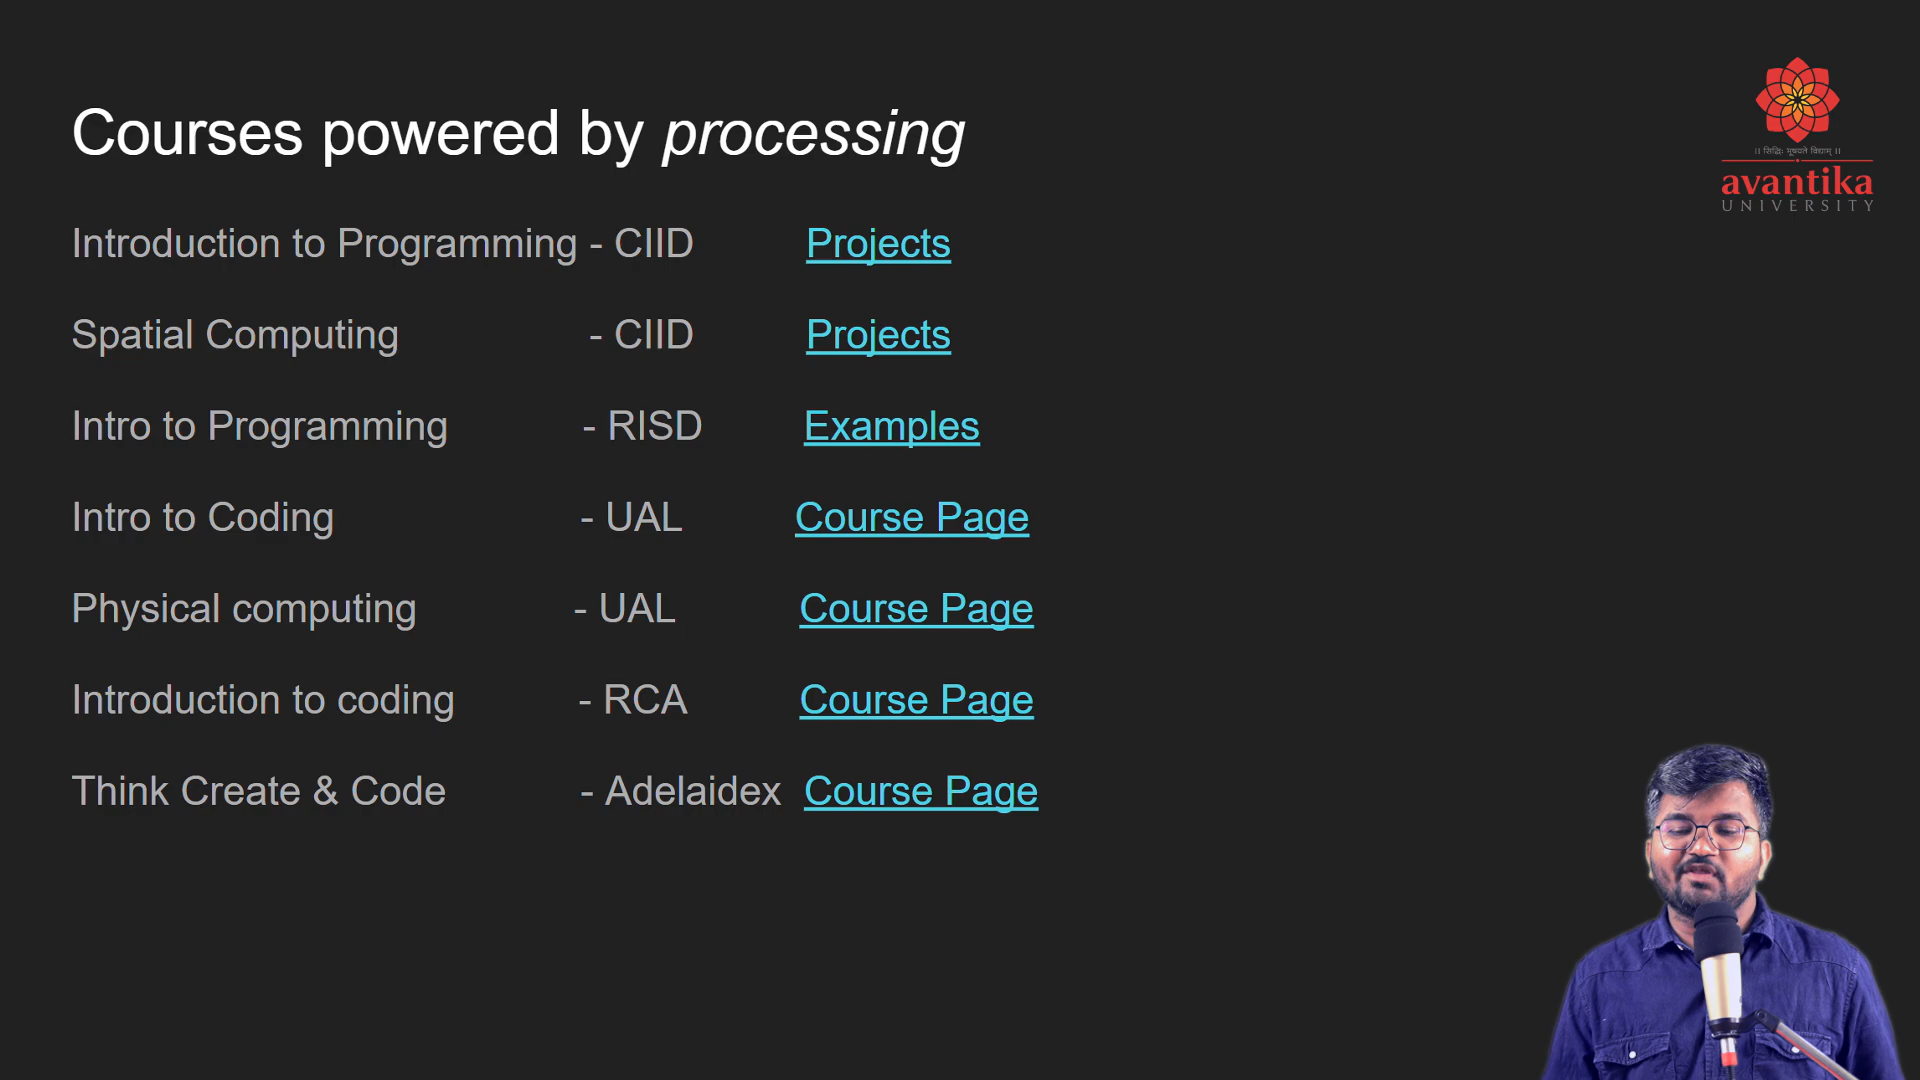 Courses powered by processing
।। सिद्धिः भूषयते विद्याम् ।।
avantika
UNIVERSITY
Introduction to Programming - CIID Projects
Spatial Computing - CIID Projects
Intro to Programming - RISD Examples
Intro to Coding - UAL Course Page
Physical computing - UAL Course Page
Introduction to coding - RCA Course Page
Think Create & Code - Adelaidex Course Page